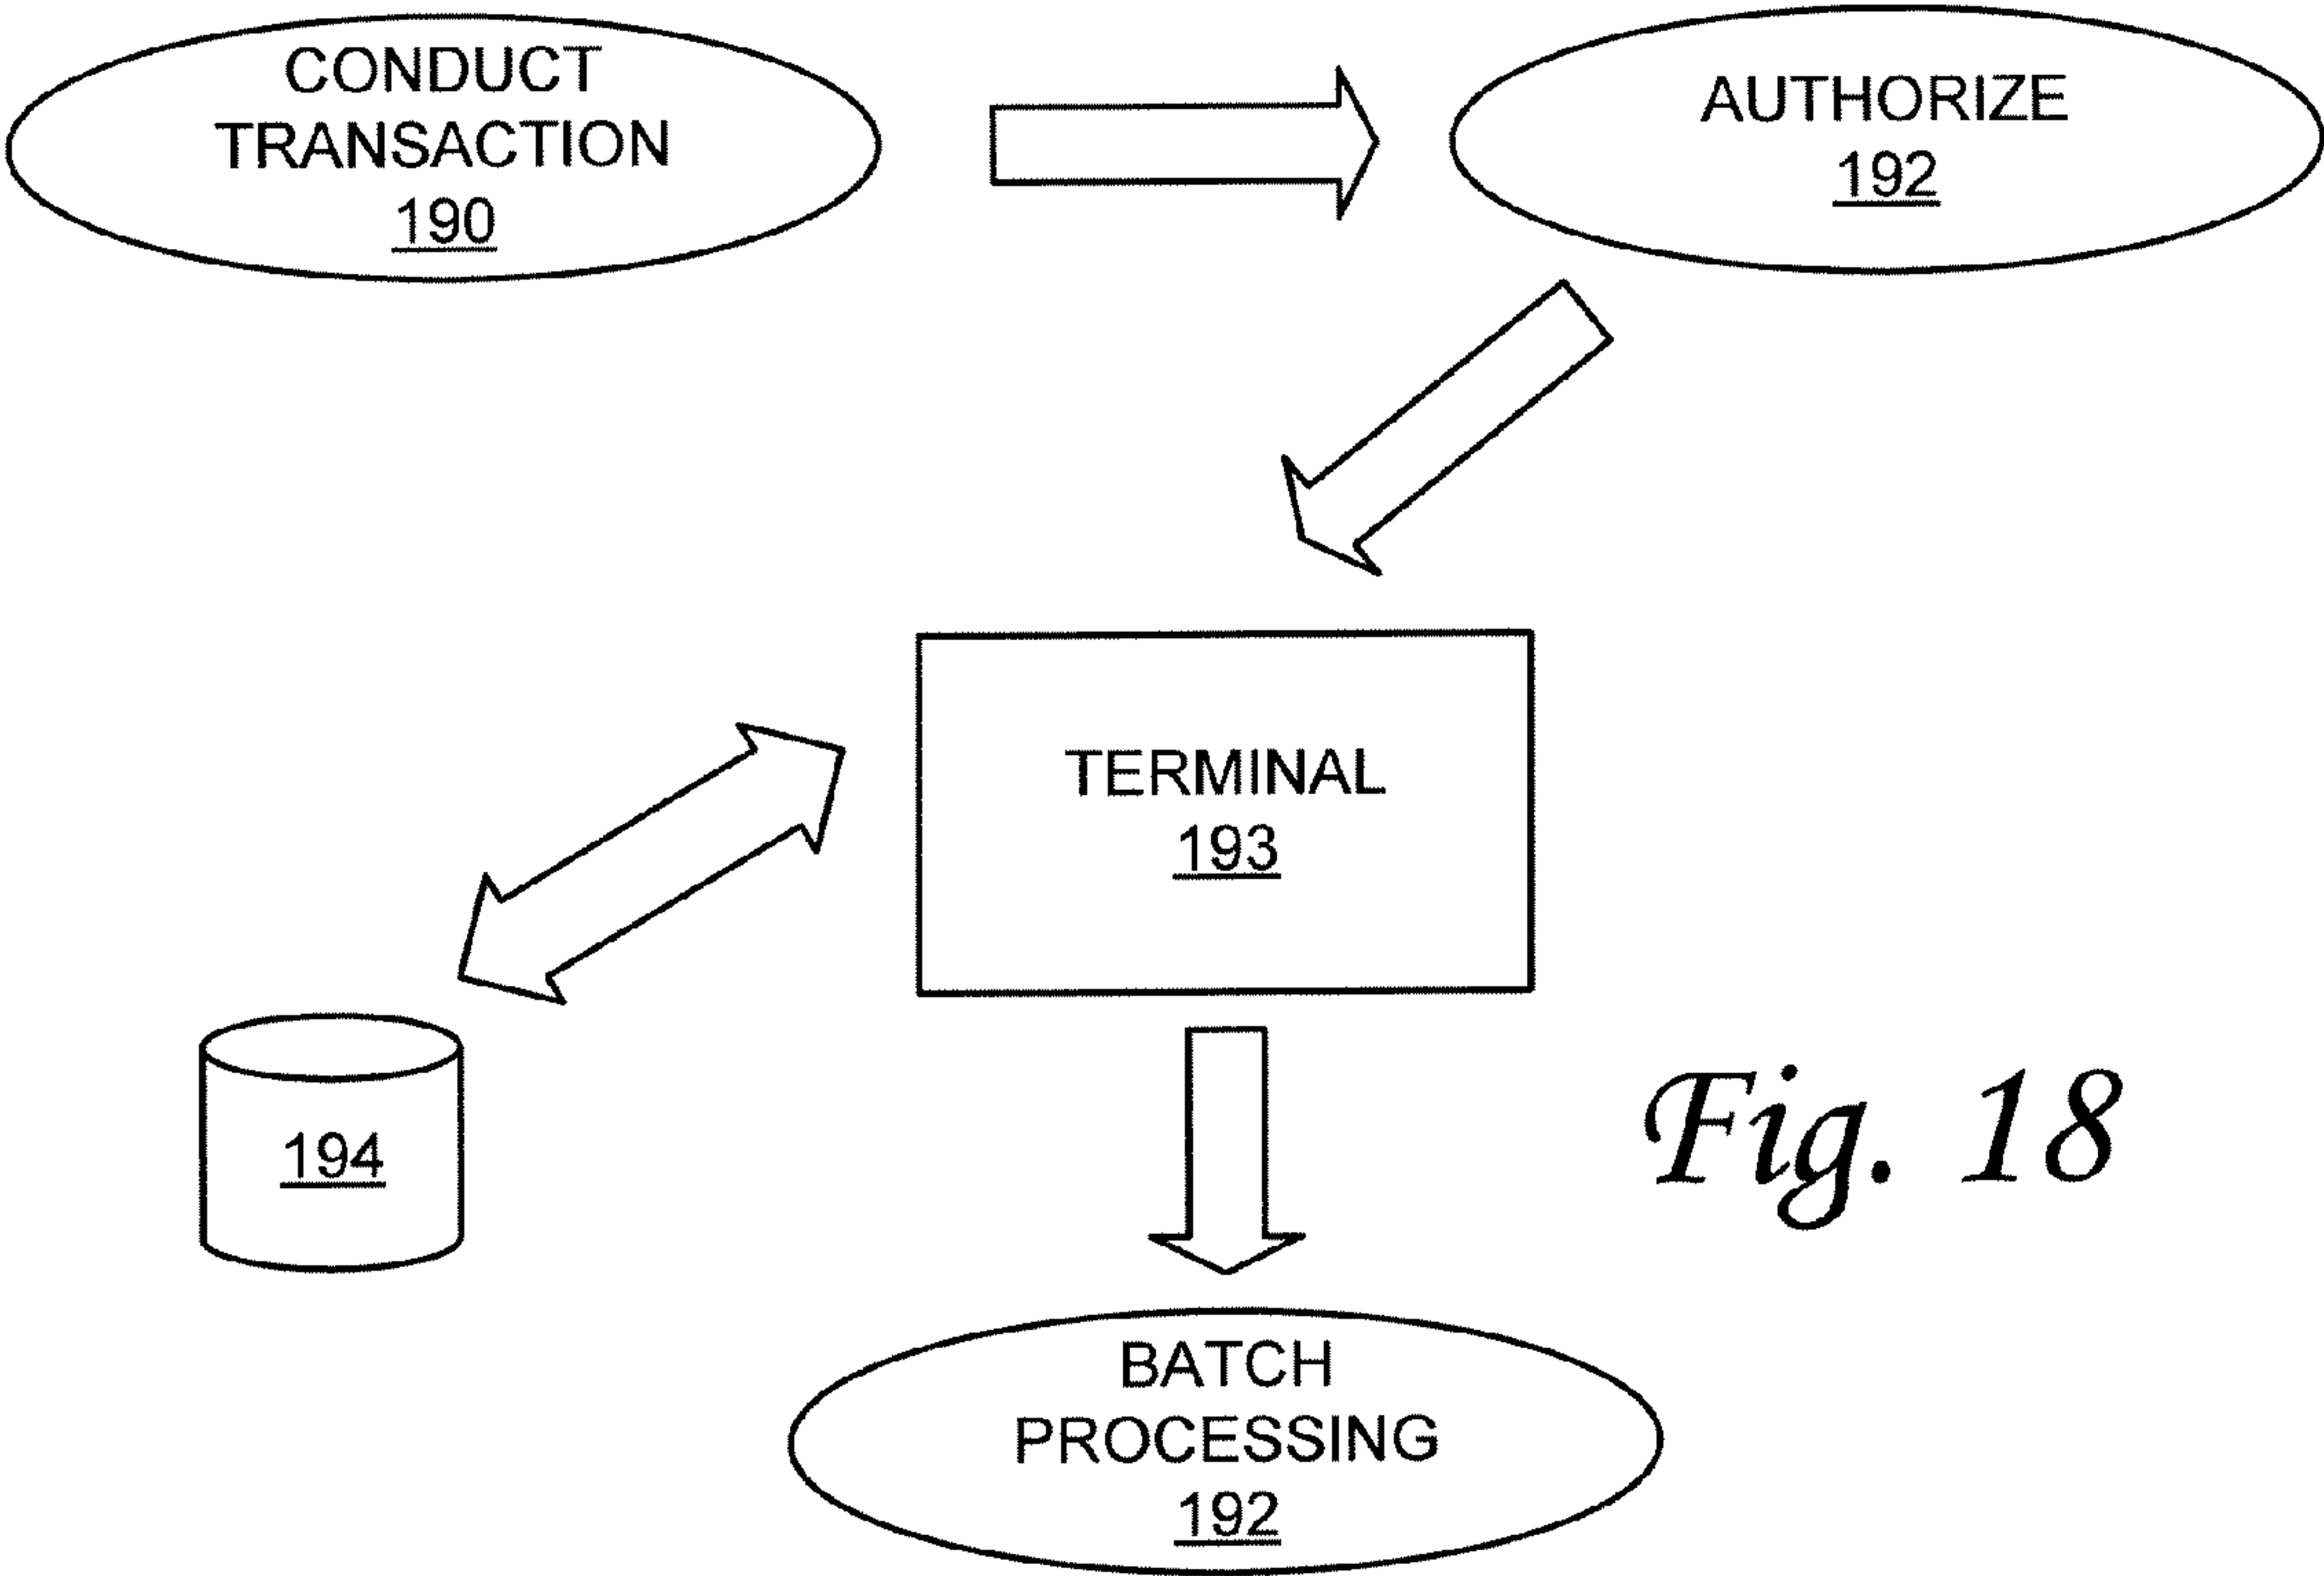 CONDUCT
TRANSACTION
190
AUTHORIZE
192
TERMINAL
193
194
Fig. 18
BATCH
PROCESSING
192